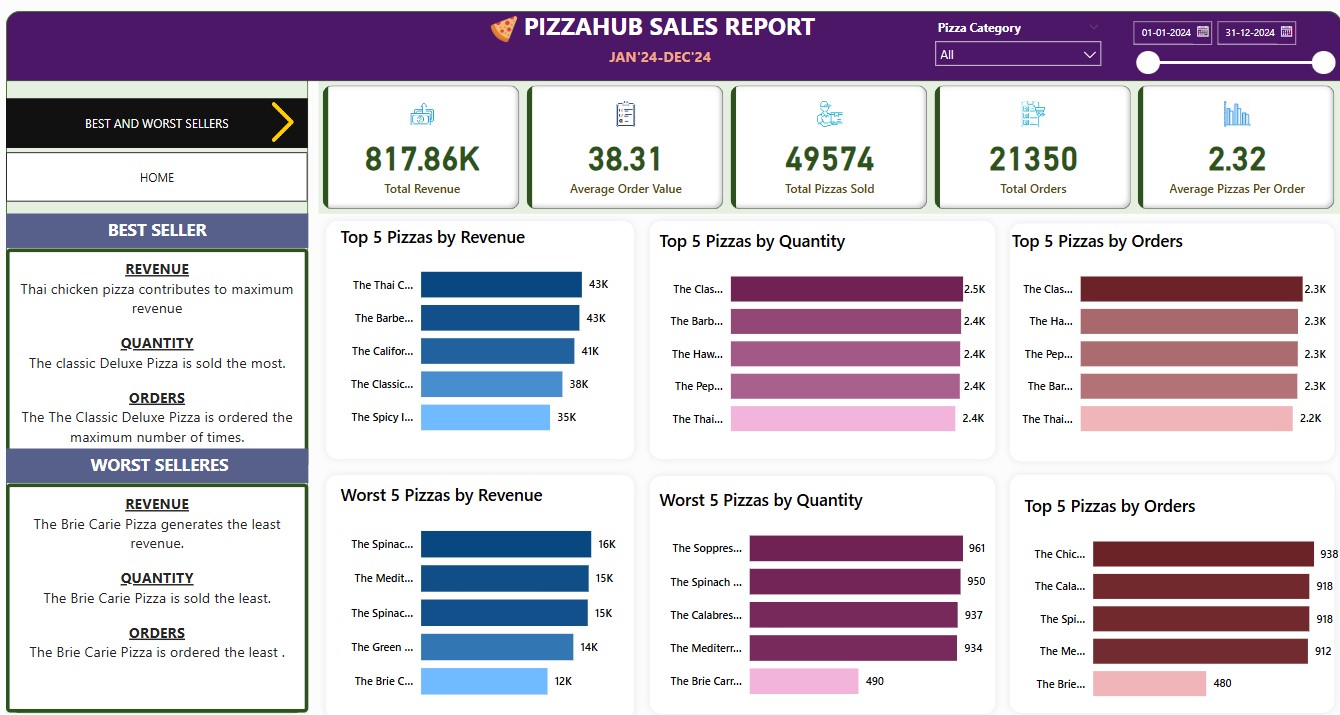 PIZZAHUB SALES REPORT
JAN'24-DEC'24
Pizza Category
All
01-01-2024
31-12-2024
BEST AND WORST SELLERS
HOME
817.86K
Total Revenue
38.31
Average Order Value
49574
Total Pizzas Sold
21350
Total Orders
2.32
Average Pizzas Per Order
BEST SELLER
REVENUE
Thai chicken pizza contributes to maximum
revenue
QUANTITY
The classic Deluxe Pizza is sold the most.
ORDERS
The The Classic Deluxe Pizza is ordered the
maximum number of times.
WORST SELLERES
REVENUE
The Brie Carie Pizza generates the least
revenue.
QUANTITY
The Brie Carie Pizza is sold the least.
ORDERS
The Brie Carie Pizza is ordered the least .
Top 5 Pizzas by Revenue
The Thai C... 43K
The Barbe... 43K
The Califor... 41K
The Classic... 38K
The Spicy I... 35K
Top 5 Pizzas by Quantity
The Clas... 2.5K
The Barb... 2.4K
The Haw... 2.4K
The Pep... 2.4K
The Thai... 2.4K
Top 5 Pizzas by Orders
The Clas... 2.3K
The Ha... 2.3K
The Pep... 2.3K
The Bar... 2.3K
The Thai... 2.2K
Worst 5 Pizzas by Revenue
The Spinac... 16K
The Medit... 15K
The Spinac... 15K
The Green ... 14K
The Brie C... 12K
Worst 5 Pizzas by Quantity
The Soppres... 961
The Spinach ... 950
The Calabres... 937
The Mediterr... 934
The Brie Carr... 490
Top 5 Pizzas by Orders
The Chic... 938
The Cala... 918
The Spi... 918
The Me... 912
The Brie... 480